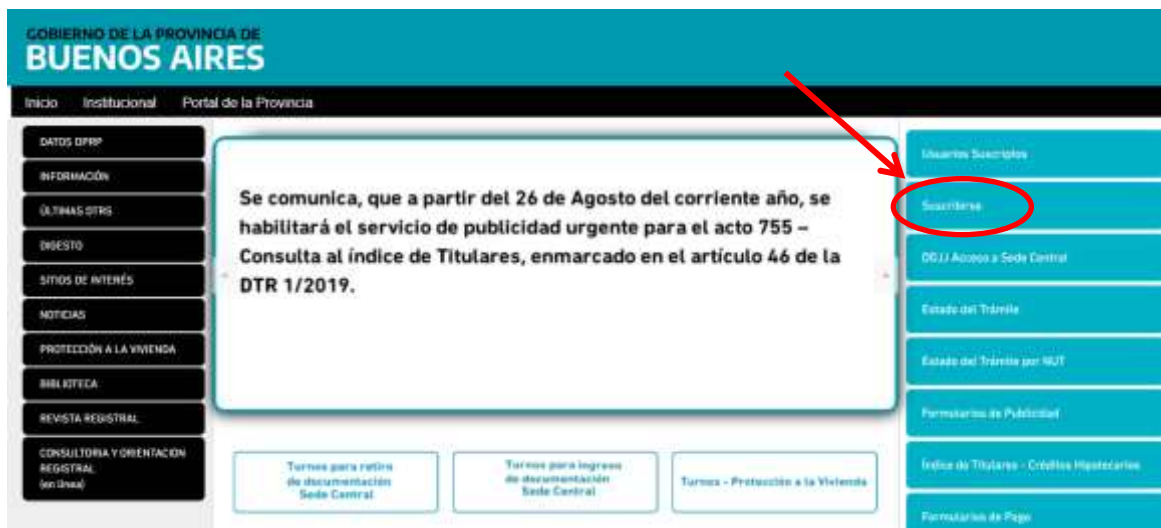 GOBIERNO DE LA PROVINCIA DE
BUENOS AIRES
Inicio Institucional Portal de la Provincia
DATOS DPRP
INFORMACIÓN
ÚLTIMAS DTRS
DIGESTO
SITIOS DE INTERÉS
NOTICIAS
PROTECCIÓN A LA VIVIENDA
BIBLIOTECA
REVISTA REGISTRAL
CONSULTORIA Y ORIENTACION
REGISTRAL
(en línea)
Se comunica, que a partir del 26 de Agosto del corriente año, se
habilitará el servicio de publicidad urgente para el acto 755 –
Consulta al índice de Titulares, enmarcado en el artículo 46 de la
DTR 1/2019.
Turnos para retiro
de documentación
Sede Central
Turnos para ingreso
de documentación
Sede Central
Turnos - Protección a la Vivienda
Usuarios Suscriptos
Suscribirse
DDJJ Acceso a Sede Central
Estado del Trámite
Estado del Trámite por NUT
Formularios de Publicidad
Índice de Titulares - Créditos Hipotecarios
Formularios de Pago